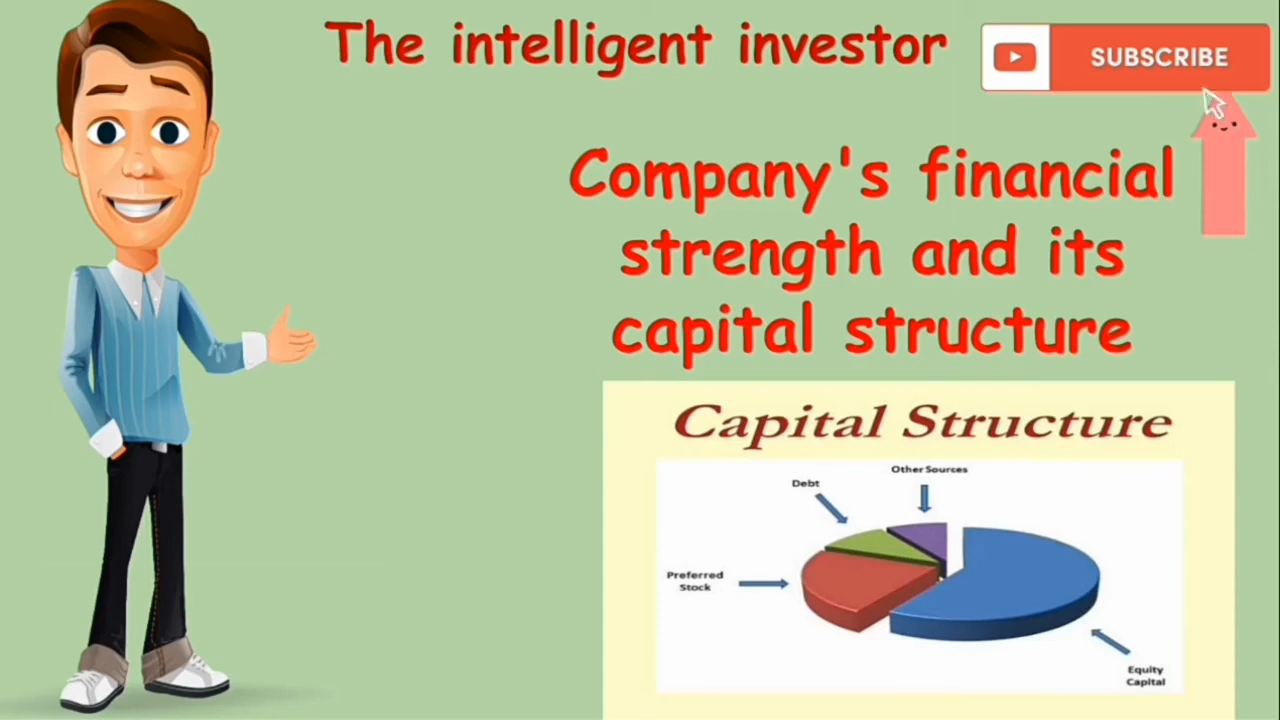 The intelligent investor
SUBSCRIBE
Company's financial
strength and its
capital structure
Capital Structure
Other Sources
Debt
Preferred
Stock
Equity
Capital